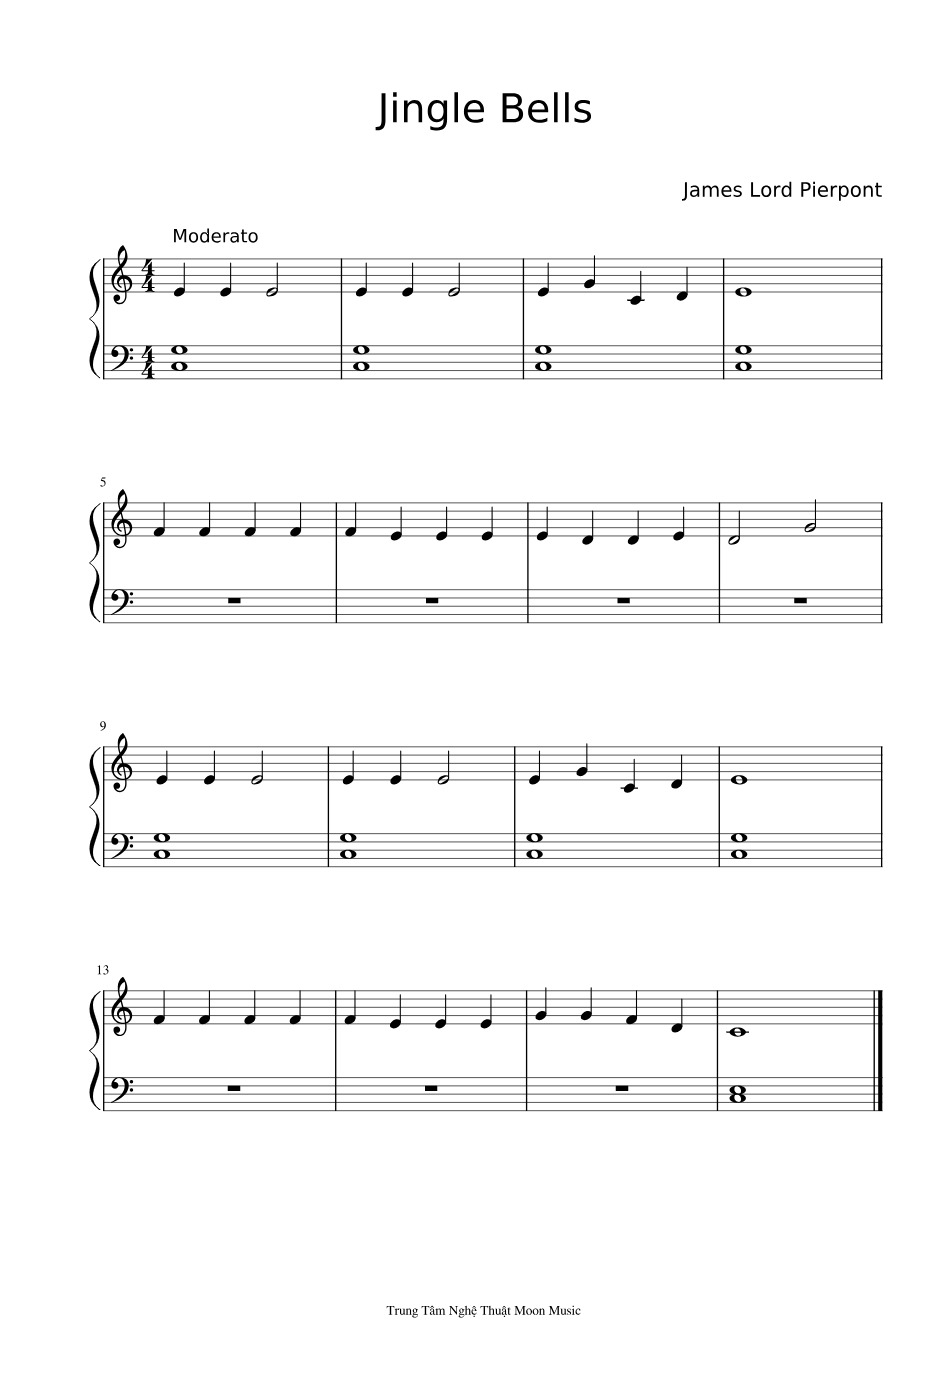 Jingle Bells
James Lord Pierpont
Moderato
5
9
13
Trung Tâm Nghệ Thuật Moon Music